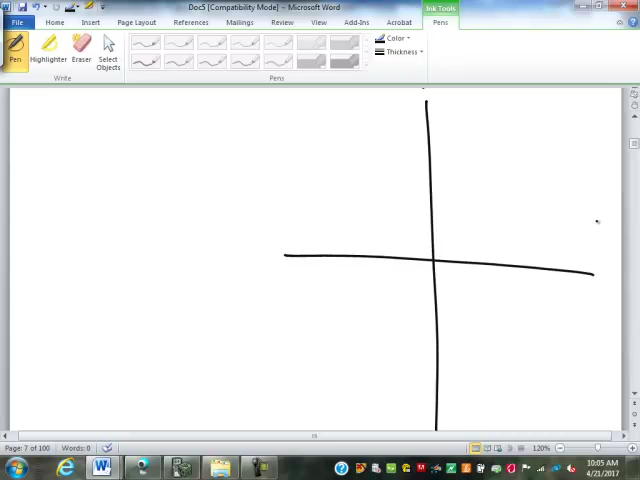 Doc5 [Compatibility Mode] - Microsoft Word
Ink Tools
File Home Insert Page Layout References Mailings Review View Add-Ins Acrobat Pens
Pen Highlighter Eraser Select Objects
Color
Thickness
Write Pens
Page: 7 of 100 Words: 0 120%
10:05 AM
4/21/2017